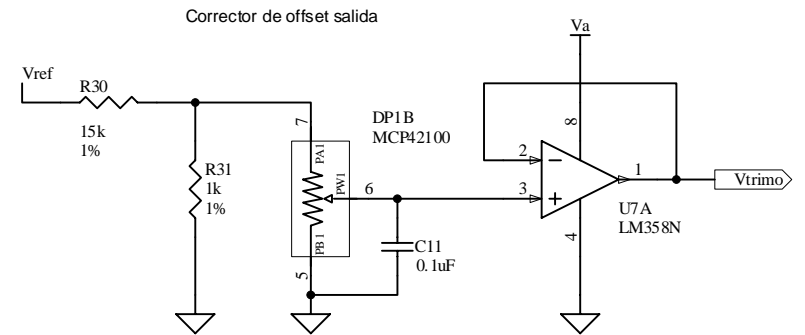 Corrector de offset salida
Va
Vref
R30
15k
1%
R31
1k
1%
DP1B
MCP42100
7
PA1
PW1
6
PB1
5
C11
0.1uF
8
2
3
1
4
U7A
LM358N
Vtrimo